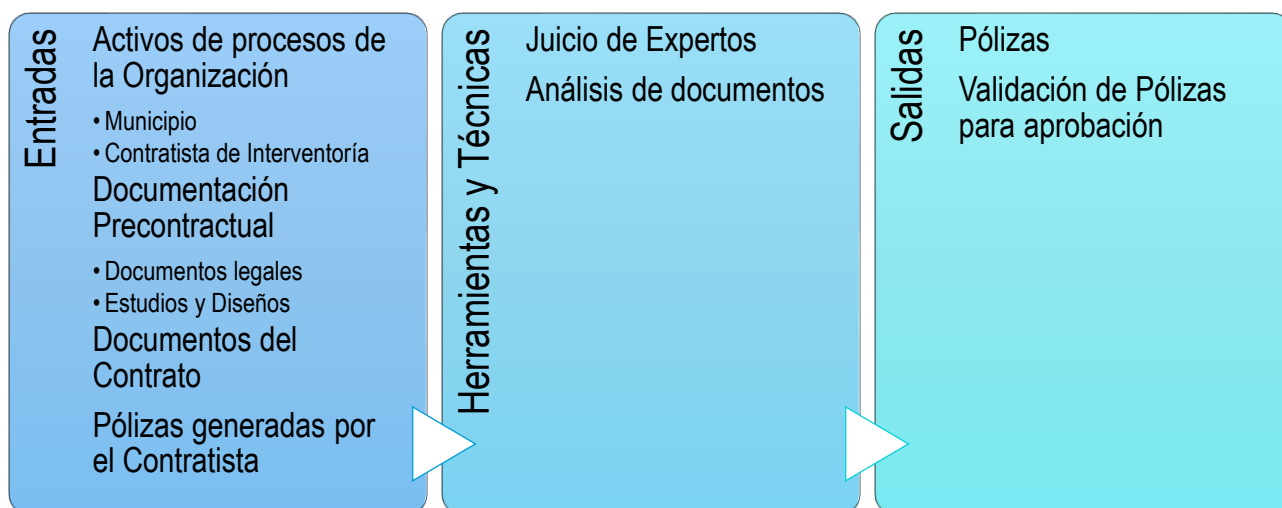 Entradas
Activos de procesos de
la Organización
• Municipio
• Contratista de Interventoría
Documentación
Precontractual
• Documentos legales
• Estudios y Diseños
Documentos del
Contrato
Pólizas generadas por
el Contratista
Herramientas y Técnicas
Juicio de Expertos
Análisis de documentos
Salidas
Pólizas
Validación de Pólizas
para aprobación